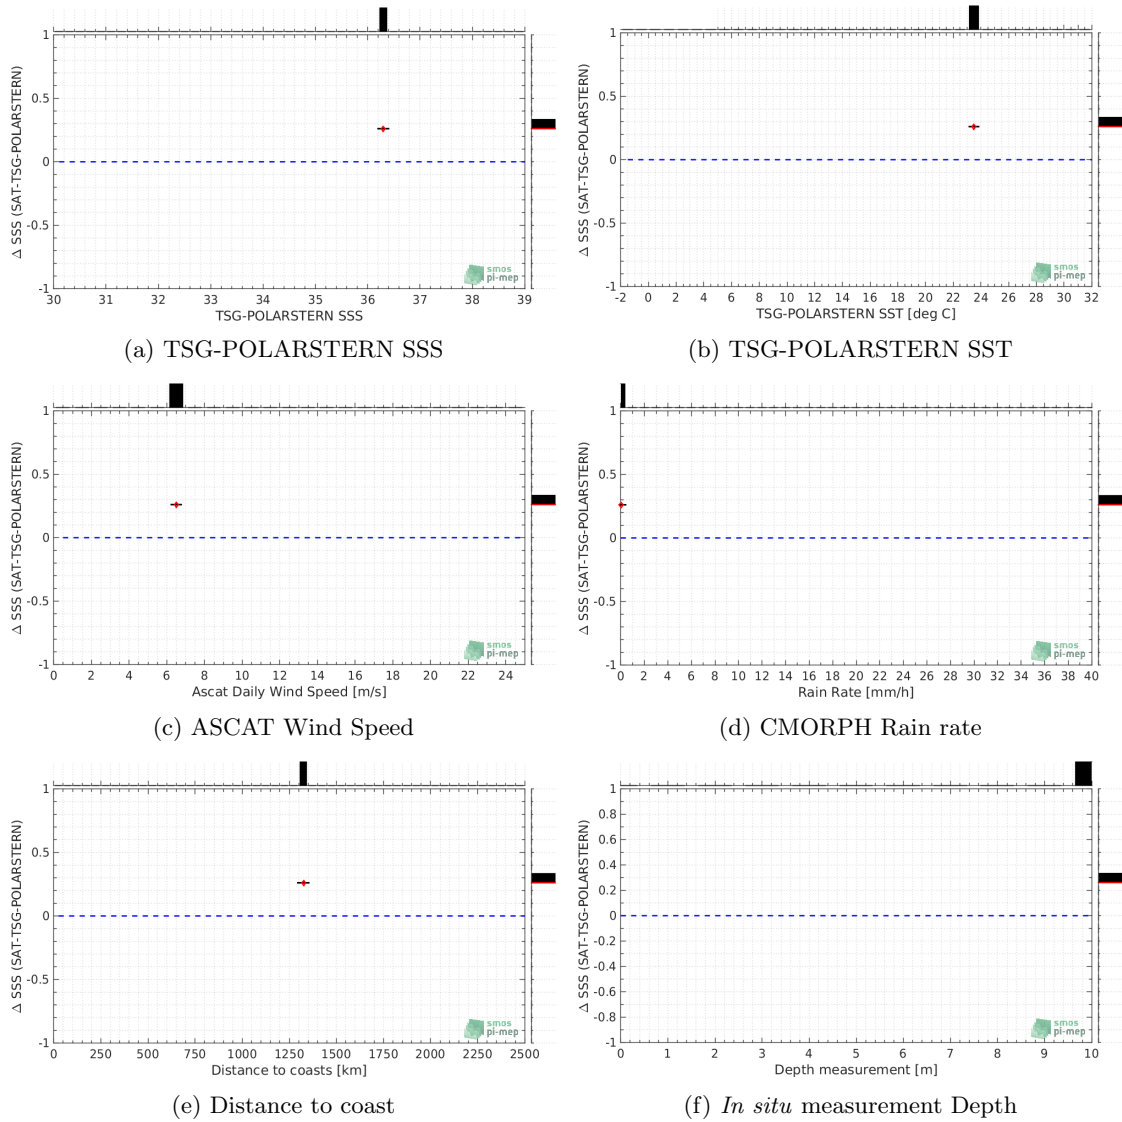 1
0.5
0
-0.5
-1
Δ SSS (SAT-TSG-POLARSTERN)
30 31 32 33 34 35 36 37 38 39
TSG-POLARSTERN SSS
smos
pi-mep
(a) TSG-POLARSTERN SSS
1
0.5
0
-0.5
-1
Δ SSS (SAT-TSG-POLARSTERN)
-2 0 2 4 6 8 10 12 14 16 18 20 22 24 26 28 30 32
TSG-POLARSTERN SST [deg C]
smos
pi-mep
(b) TSG-POLARSTERN SST
1
0.5
0
-0.5
-1
Δ SSS (SAT-TSG-POLARSTERN)
0 2 4 6 8 10 12 14 16 18 20 22 24
Ascat Daily Wind Speed [m/s]
smos
pi-mep
(c) ASCAT Wind Speed
1
0.5
0
-0.5
-1
Δ SSS (SAT-TSG-POLARSTERN)
0 2 4 6 8 10 12 14 16 18 20 22 24 26 28 30 32 34 36 38 40
Rain Rate [mm/h]
smos
pi-mep
(d) CMORPH Rain rate
1
0.5
0
-0.5
-1
Δ SSS (SAT-TSG-POLARSTERN)
0 250 500 750 1000 1250 1500 1750 2000 2250 2500
Distance to coasts [km]
smos
pi-mep
(e) Distance to coast
1
0.8
0.6
0.4
0.2
0
-0.2
-0.4
-0.6
-0.8
-1
Δ SSS (SAT-TSG-POLARSTERN)
0 1 2 3 4 5 6 7 8 9 10
Depth measurement [m]
smos
pi-mep
(f) In situ measurement Depth